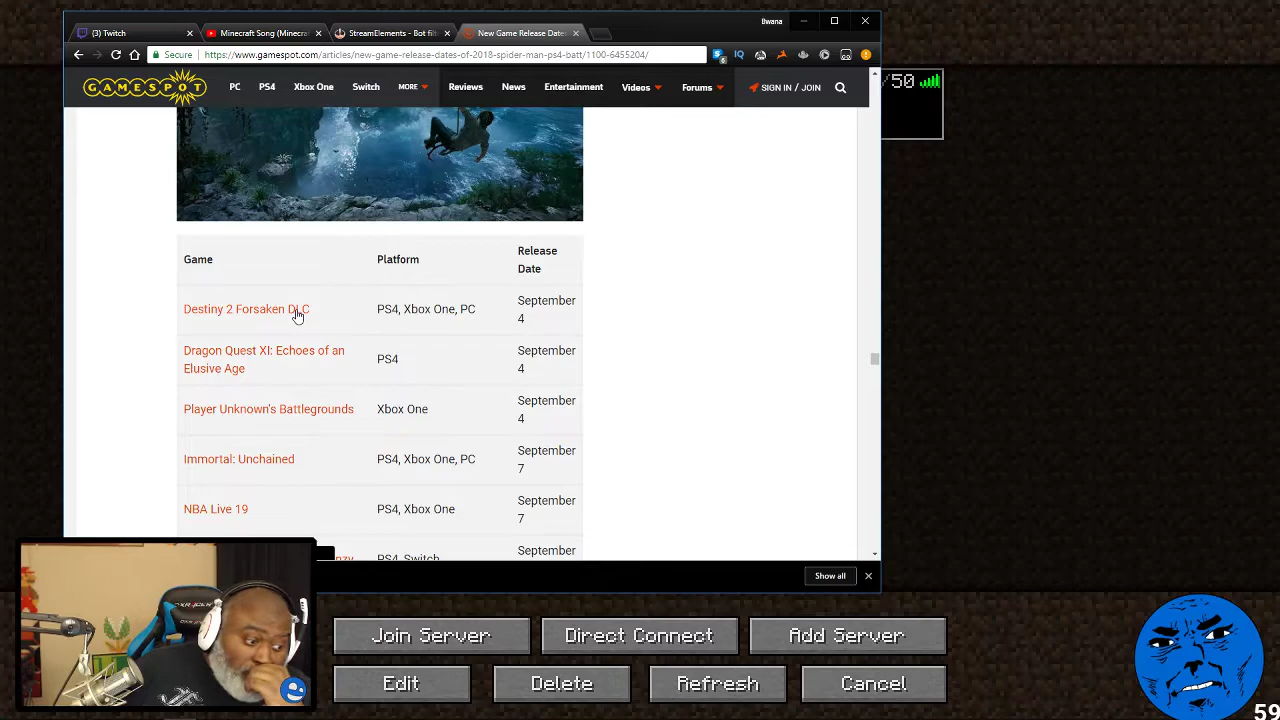 Bwana
(3) Twitch
Minecraft Song (Minecra
StreamElements - Bot filt
New Game Release Date
Secure
https://www.gamespot.com/articles/new-game-release-dates-of-2018-spider-man-ps4-batt/1100-6455204/
GAMESPOT
PC
PS4
Xbox One
Switch
MORE
Reviews
News
Entertainment
Videos
Forums
SIGN IN / JOIN
/50
Game Platform Release Date
Destiny 2 Forsaken DLC PS4, Xbox One, PC September 4
Dragon Quest XI: Echoes of an Elusive Age PS4 September 4
Player Unknown's Battlegrounds Xbox One September 4
Immortal: Unchained PS4, Xbox One, PC September 7
NBA Live 19 PS4, Xbox One September 7
PS4, Switch September
Show all
Join Server
Direct Connect
Add Server
Edit
Delete
Refresh
Cancel
59